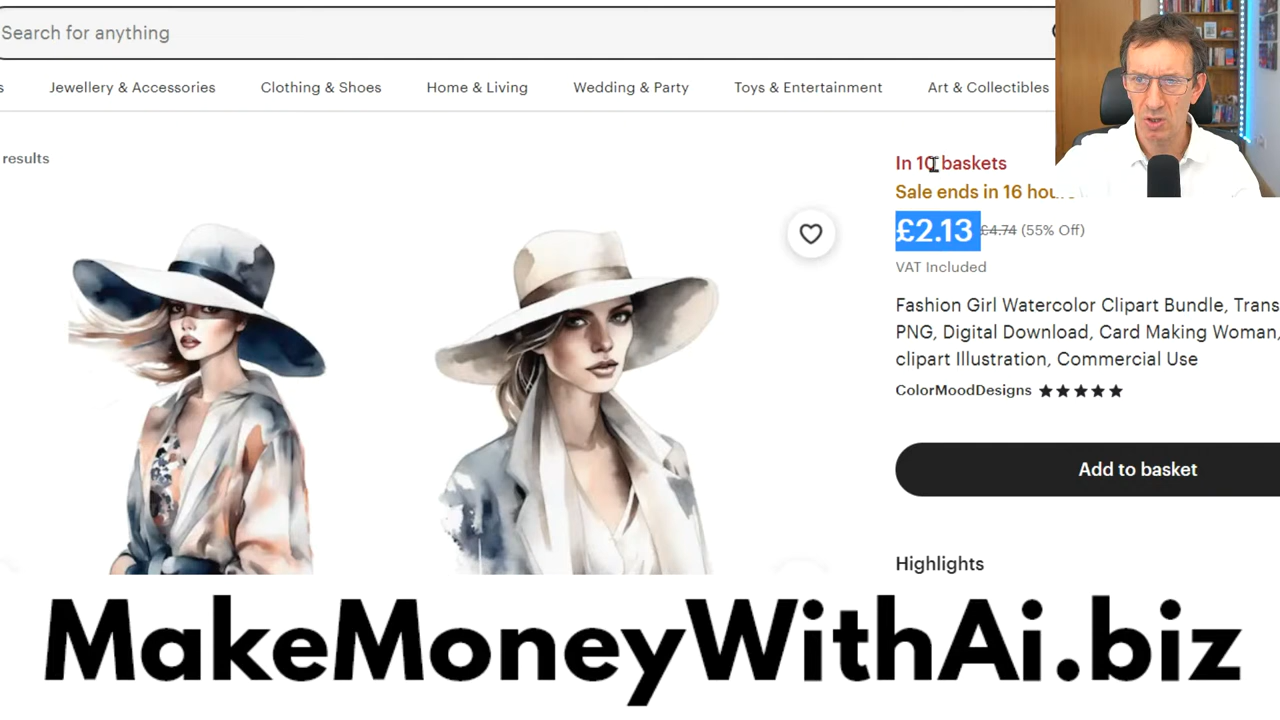 Search for anything
s Jewellery & Accessories Clothing & Shoes Home & Living Wedding & Party Toys & Entertainment Art & Collectibles
results
In 10 baskets
Sale ends in 16 hou
£2.13 £4.74 (55% Off)
VAT Included
Fashion Girl Watercolor Clipart Bundle, Trans
PNG, Digital Download, Card Making Woman,
clipart Illustration, Commercial Use
ColorMoodDesigns
Add to basket
Highlights
MakeMoneyWithAi.biz